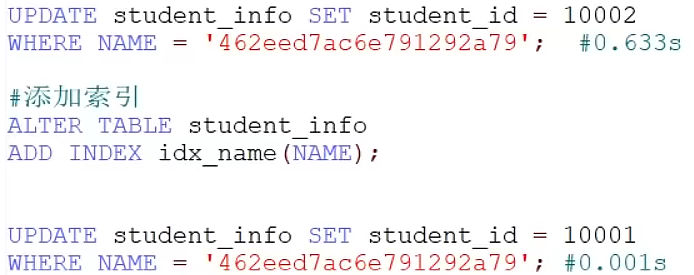 UPDATE student_info SET student_id = 10002
WHERE NAME = '462eed7ac6e791292a79';  #0.633s
#添加索引
ALTER TABLE student_info
ADD INDEX idx_name(NAME);
UPDATE student_info SET student_id = 10001
WHERE NAME = '462eed7ac6e791292a79'; #0.001s